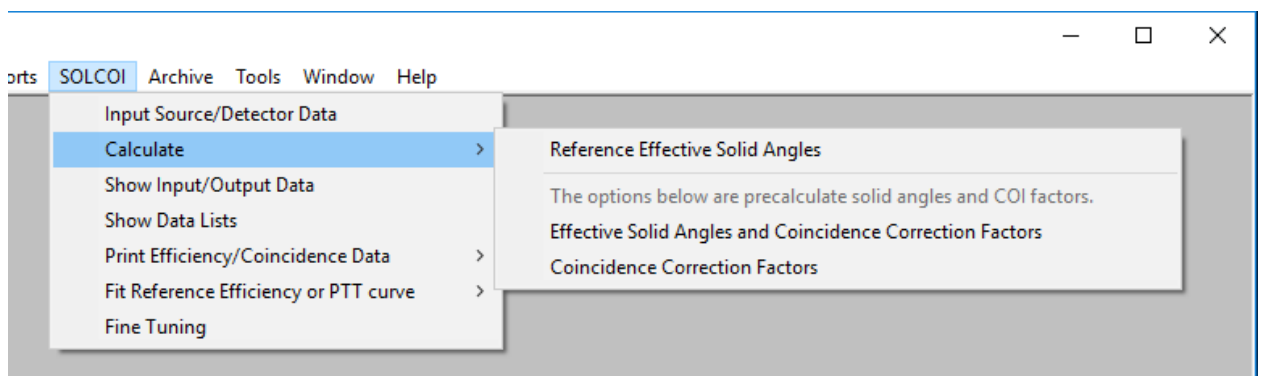 orts SOLCOI Archive Tools Window Help
Input Source/Detector Data
Calculate
Show Input/Output Data
Show Data Lists
Print Efficiency/Coincidence Data
Fit Reference Efficiency or PTT curve
Fine Tuning
Reference Effective Solid Angles
The options below are precalculate solid angles and COI factors.
Effective Solid Angles and Coincidence Correction Factors
Coincidence Correction Factors